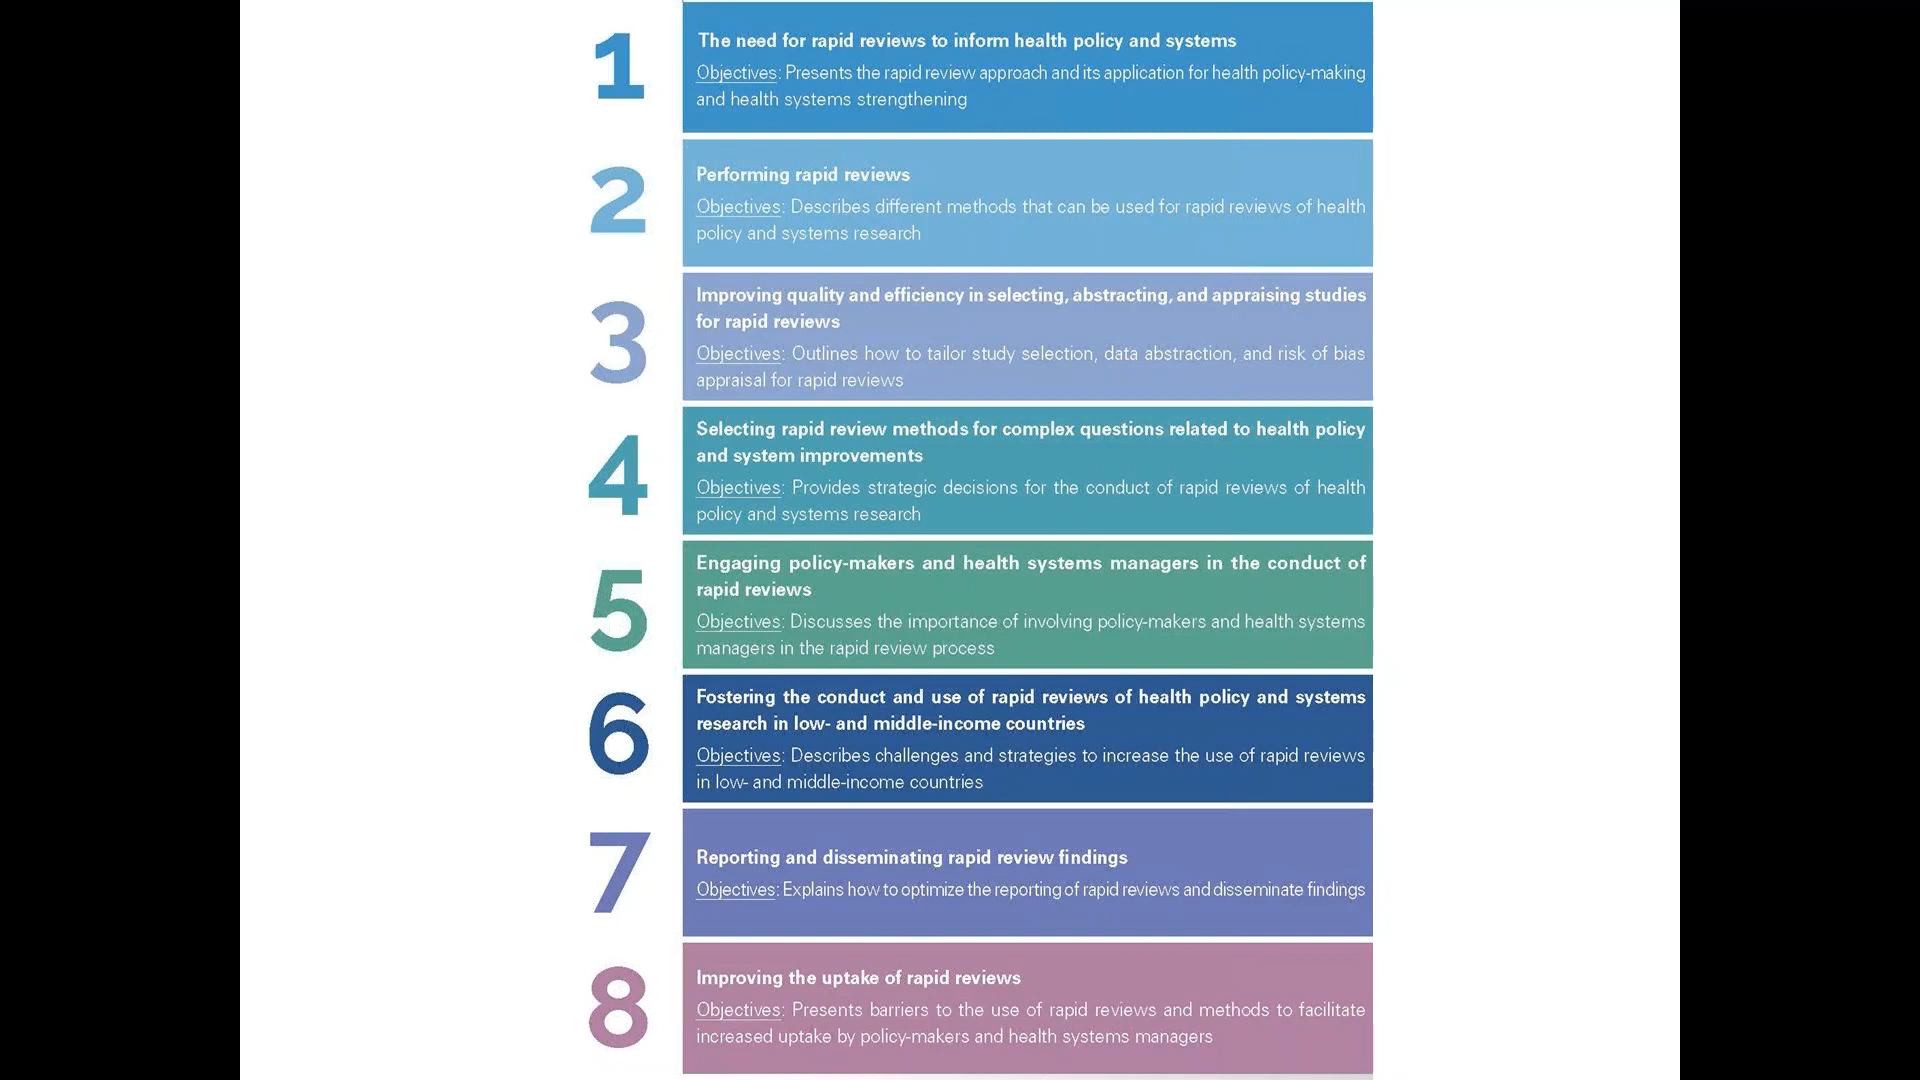 1
The need for rapid reviews to inform health policy and systems
Objectives: Presents the rapid review approach and its application for health policy-making
and health systems strengthening
2
Performing rapid reviews
Objectives: Describes different methods that can be used for rapid reviews of health
policy and systems research
3
Improving quality and efficiency in selecting, abstracting, and appraising studies
for rapid reviews
Objectives: Outlines how to tailor study selection, data abstraction, and risk of bias
appraisal for rapid reviews
4
Selecting rapid review methods for complex questions related to health policy
and system improvements
Objectives: Provides strategic decisions for the conduct of rapid reviews of health
policy and systems research
5
Engaging policy-makers and health systems managers in the conduct of
rapid reviews
Objectives: Discusses the importance of involving policy-makers and health systems
managers in the rapid review process
6
Fostering the conduct and use of rapid reviews of health policy and systems
research in low- and middle-income countries
Objectives: Describes challenges and strategies to increase the use of rapid reviews
in low- and middle-income countries
7
Reporting and disseminating rapid review findings
Objectives: Explains how to optimize the reporting of rapid reviews and disseminate findings
8
Improving the uptake of rapid reviews
Objectives: Presents barriers to the use of rapid reviews and methods to facilitate
increased uptake by policy-makers and health systems managers